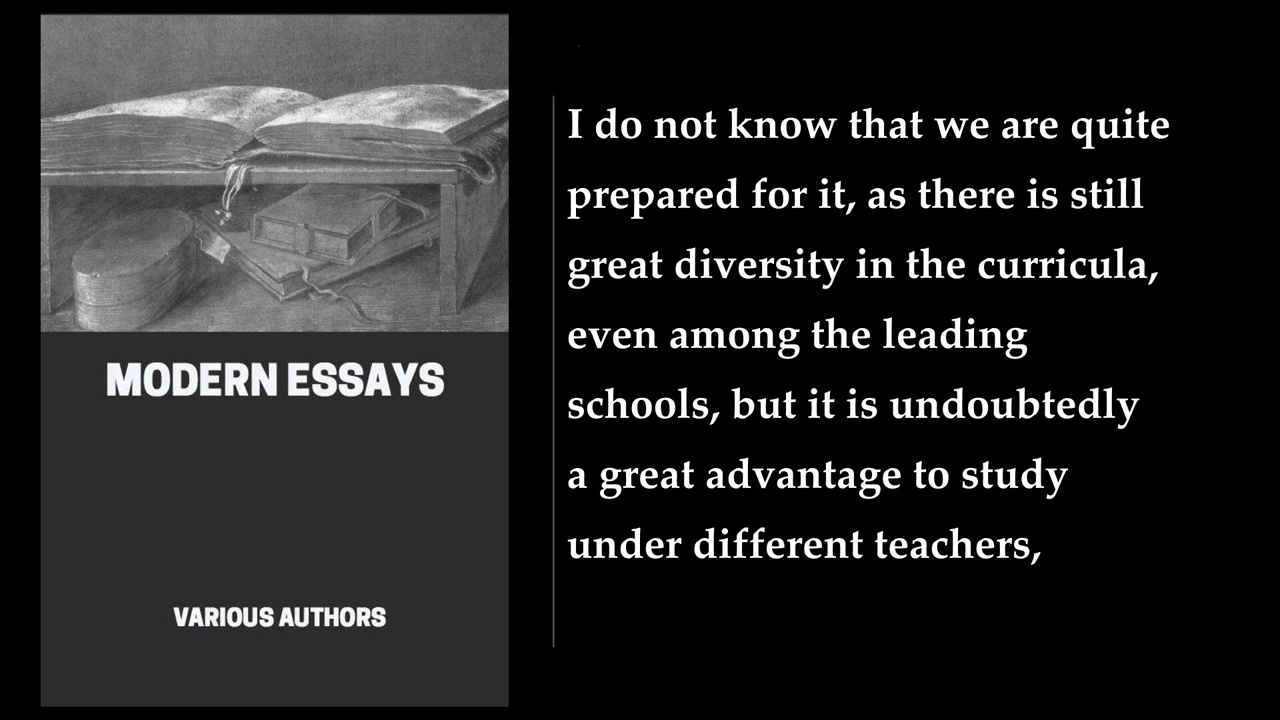 MODERN ESSAYS
VARIOUS AUTHORS
I do not know that we are quite
prepared for it, as there is still
great diversity in the curricula,
even among the leading
schools, but it is undoubtedly
a great advantage to study
under different teachers,